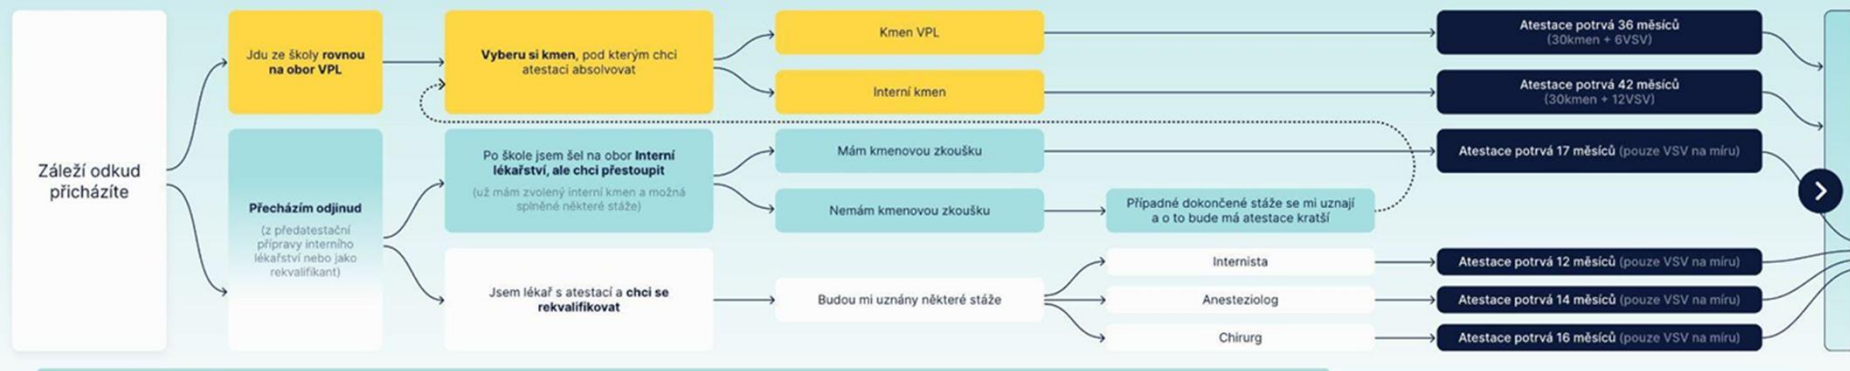 Záleží odkud
přicházíte
Jdu ze školy rovnou
na obor VPL
Přecházím odjinud
(z předatestační
přípravy interního
lékařství nebo jako
rekvalifikant)
Vyberu si kmen, pod kterým chci
atestaci absolvovat
Po škole jsem šel na obor Interní
lékařství, ale chci přestoupit
(už mám zvolený interní kmen a možná
splněné některé stáže)
Jsem lékař s atestací a chci se
rekvalifikovat
Kmen VPL
Interní kmen
Mám kmenovou zkoušku
Nemám kmenovou zkoušku
Případné dokončené stáže se mi uznají
a o to bude má atestace kratší
Budou mi uznány některé stáže
Internista
Anesteziolog
Chirurg
Atestace potrvá 36 měsíců
(30kmen + 6VSV)
Atestace potrvá 42 měsíců
(30kmen + 12VSV)
Atestace potrvá 17 měsíců (pouze VSV na míru)
Atestace potrvá 12 měsíců (pouze VSV na míru)
Atestace potrvá 14 měsíců (pouze VSV na míru)
Atestace potrvá 16 měsíců (pouze VSV na míru)